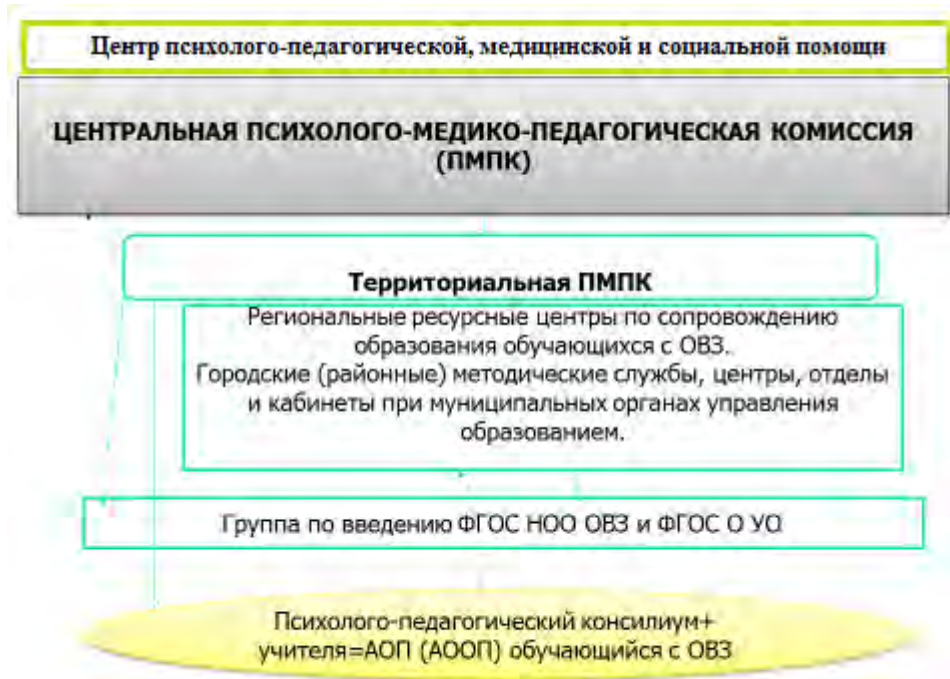 Центр психолого-педагогической, медицинской и социальной помощи
ЦЕНТРАЛЬНАЯ ПСИХОЛОГО-МЕДИКО-ПЕДАГОГИЧЕСКАЯ КОМИССИЯ
(ПМПК)
Территориальная ПМПК
Региональные ресурсные центры по сопровождению
образования обучающихся с ОВЗ.
Городские (районные) методические службы, центры, отделы
и кабинеты при муниципальных органах управления
образованием.
Группа по введению ФГОС НОО ОВЗ и ФГОС О УО
Психолого-педагогический консилиум+
учителя=АОП (АООП) обучающийся с ОВЗ